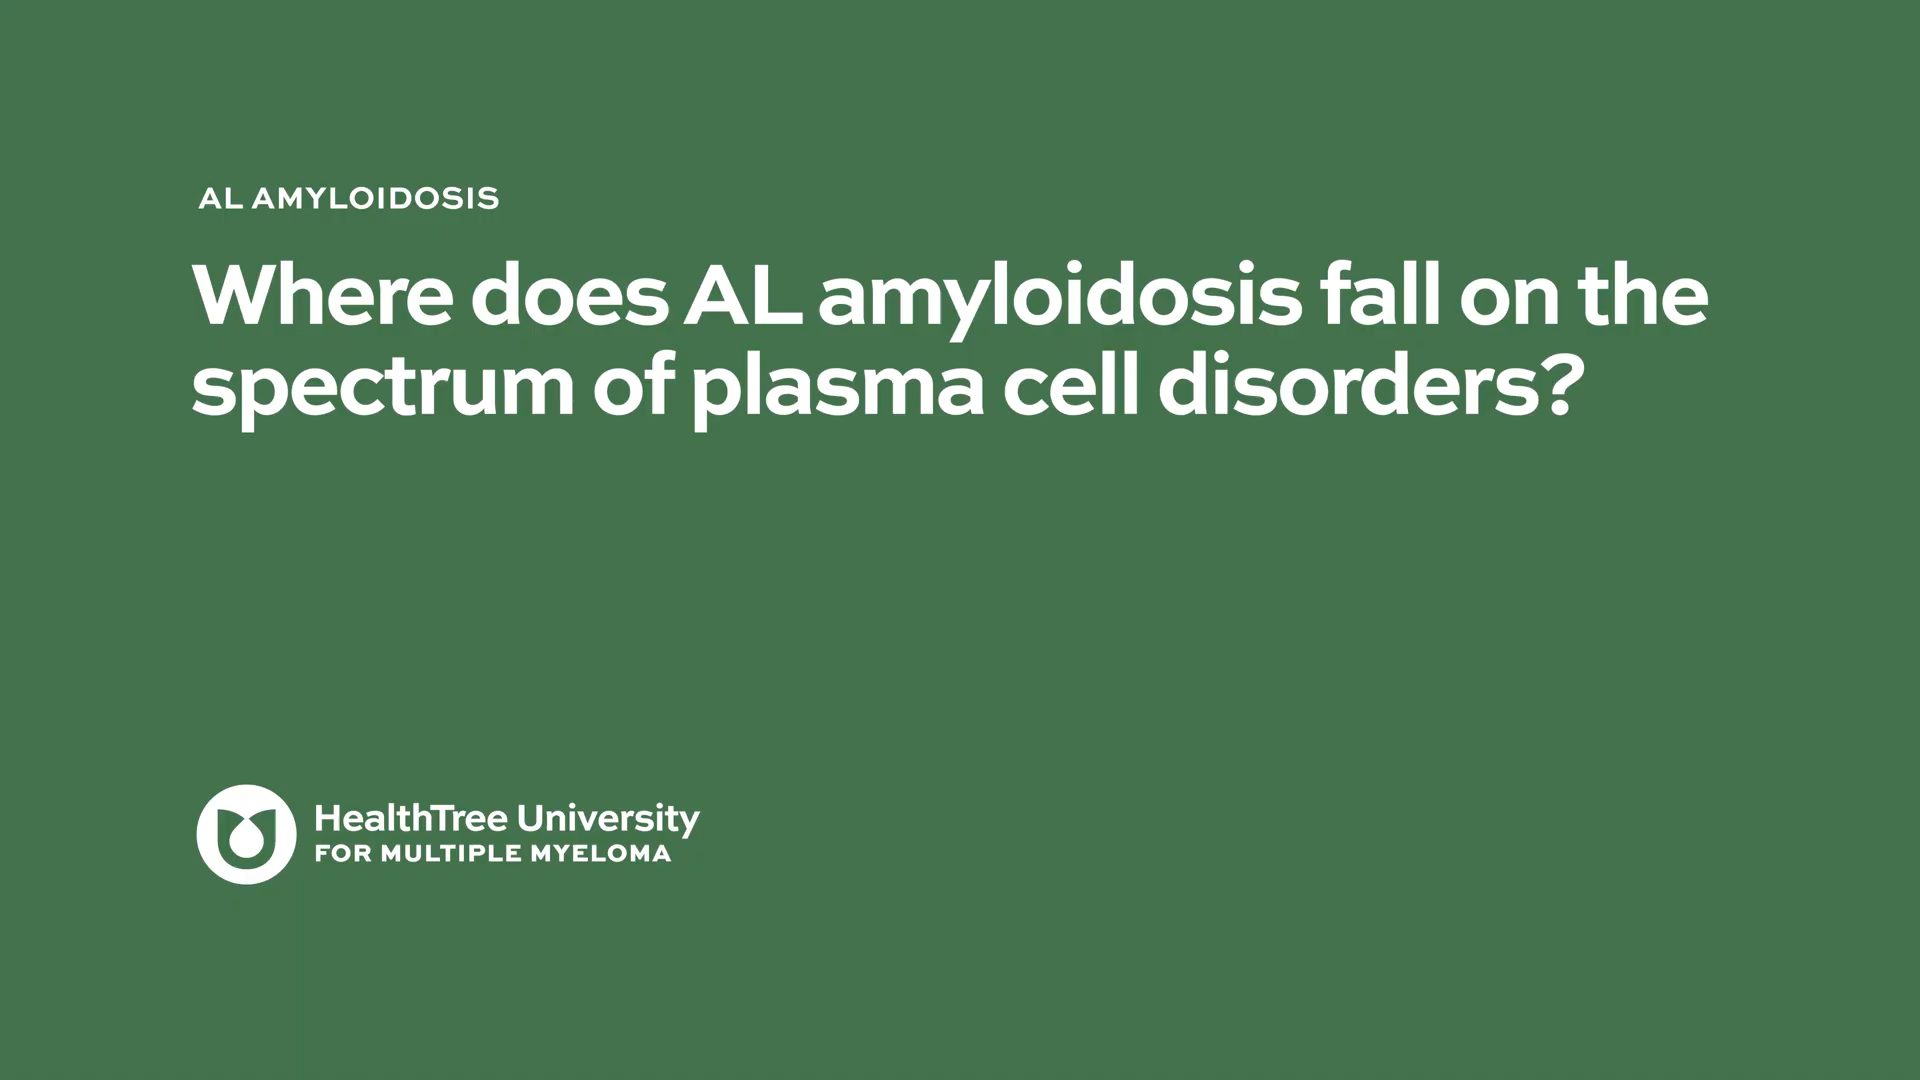 AL AMYLOIDOSIS
Where does AL amyloidosis fall on the
spectrum of plasma cell disorders?
HealthTree University
FOR MULTIPLE MYELOMA